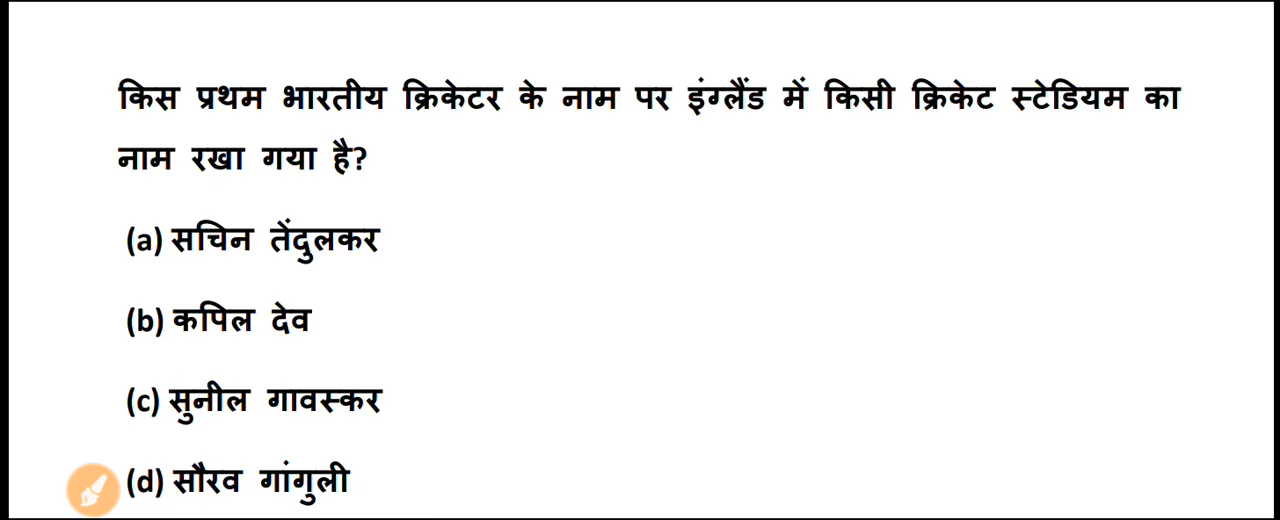 किस प्रथम भारतीय क्रिकेटर के नाम पर इंग्लैंड में किसी क्रिकेट स्टेडियम का
नाम रखा गया है?
(a) सचिन तेंदुलकर
(b) कपिल देव
(c) सुनील गावस्कर
(d) सौरव गांगुली